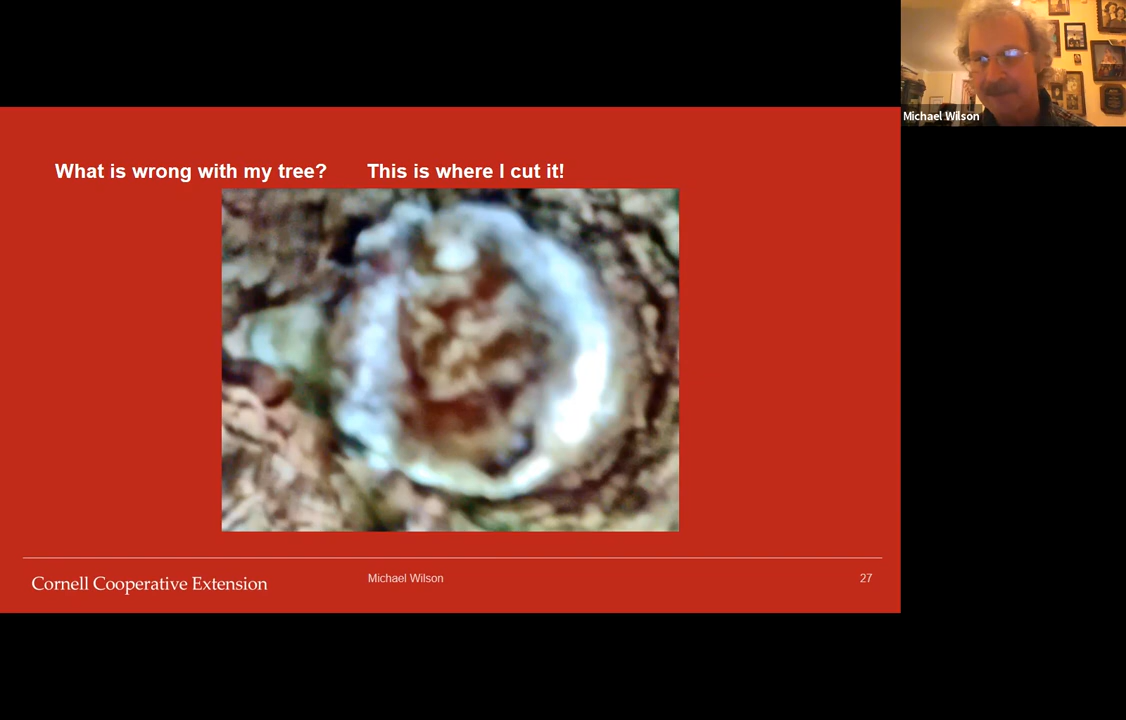 Michael Wilson
What is wrong with my tree? This is where I cut it!
Cornell Cooperative Extension
Michael Wilson
27